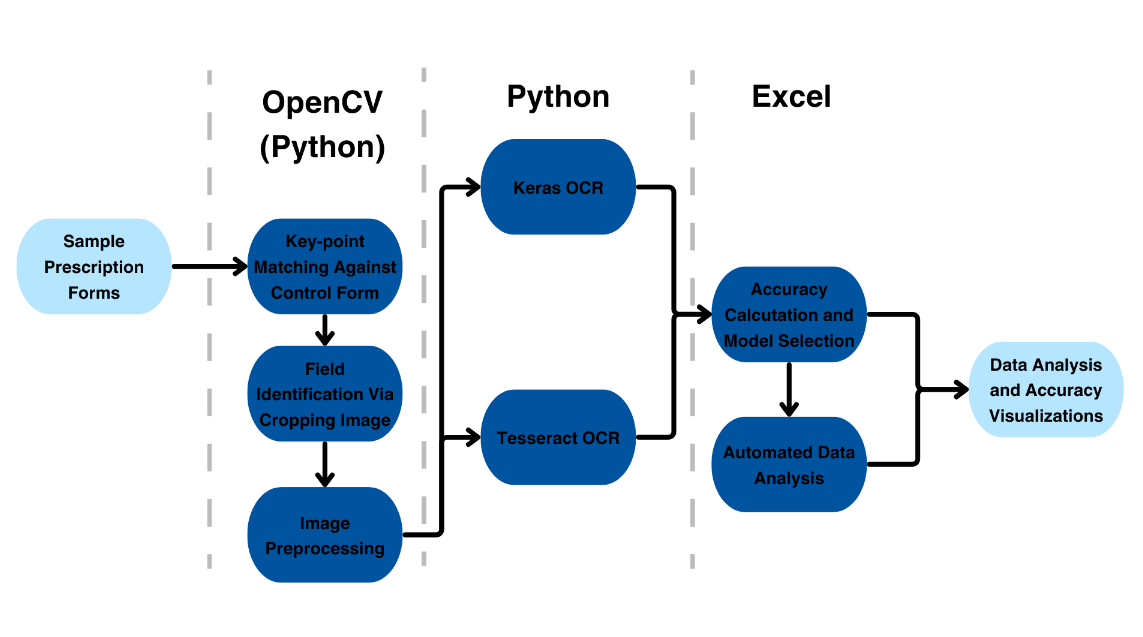 OpenCV
(Python)
Python
Excel
Sample
Prescription
Forms
Key-point
Matching Against
Control Form
Field
Identification Via
Cropping Image
Image
Preprocessing
Keras OCR
Tesseract OCR
Accuracy
Calcutation and
Model Selection
Automated Data
Analysis
Data Analysis
and Accuracy
Visualizations